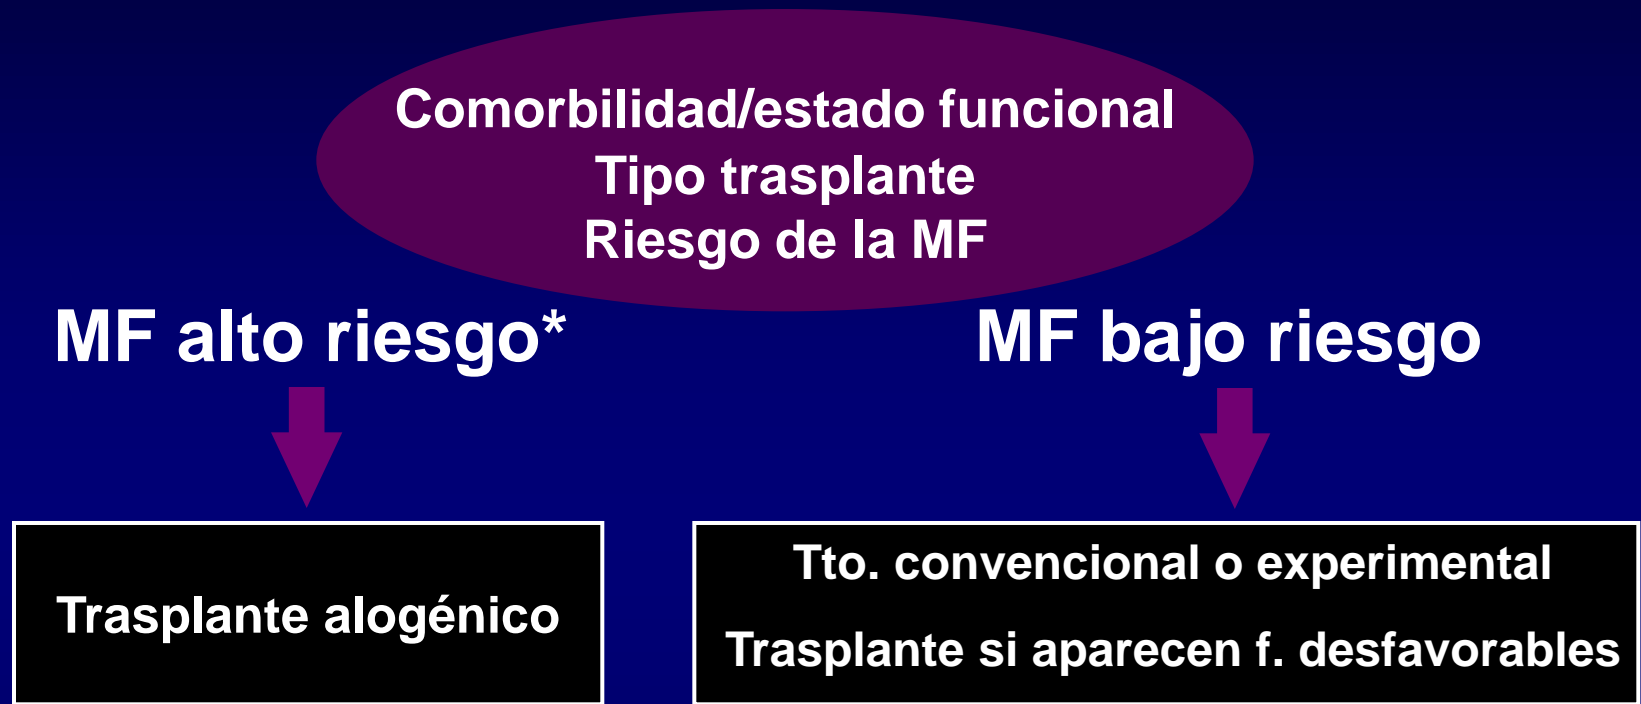 Comorbilidad/estado funcional
Tipo trasplante
Riesgo de la MF
MF alto riesgo*
MF bajo riesgo
Trasplante alogénico
Tto. convencional o experimental
Trasplante si aparecen f. desfavorables